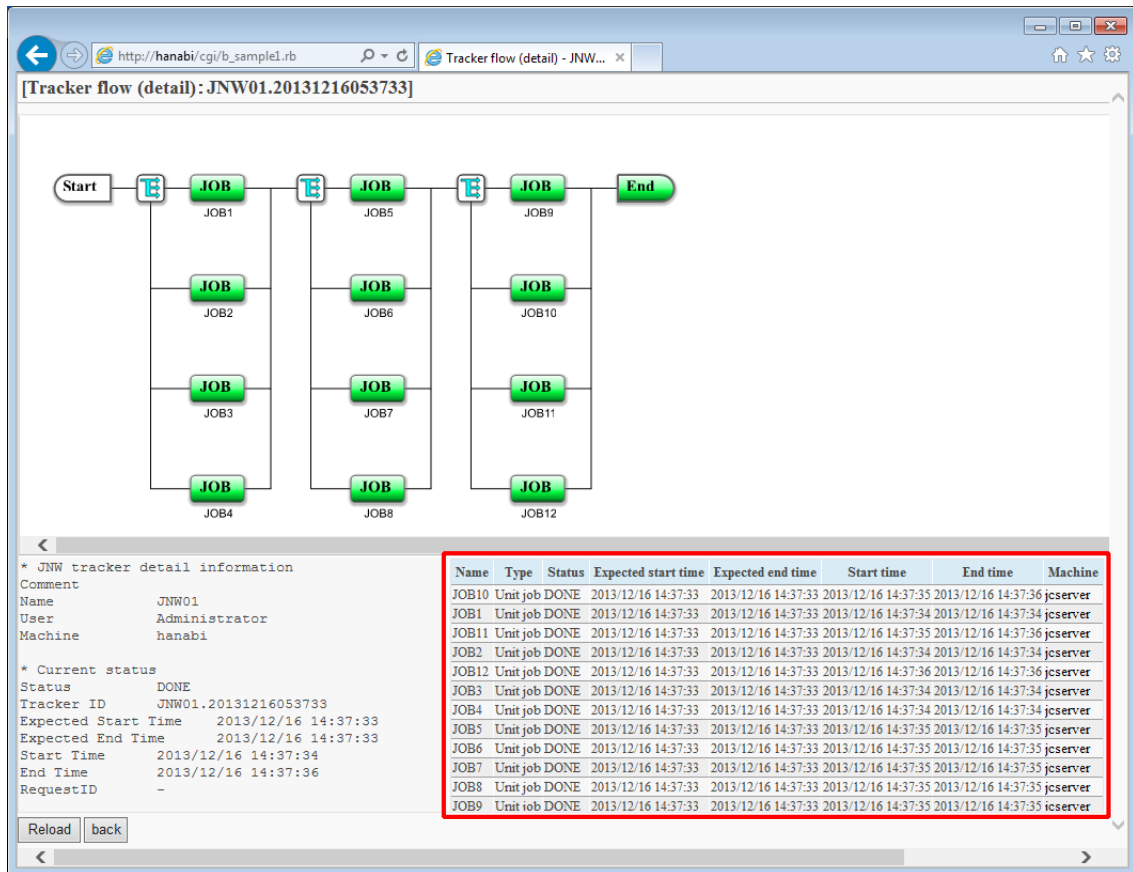 http://hanabi/cgi/b_sample1.rb
Tracker flow (detail) - JNW...
[Tracker flow (detail): JNW01.20131216053733]
Start JOB JOB JOB End
JOB1 JOB5 JOB9
JOB JOB JOB
JOB2 JOB6 JOB10
JOB JOB JOB
JOB3 JOB7 JOB11
JOB JOB JOB
JOB4 JOB8 JOB12
* JNW tracker detail information
Comment
Name JNW01
User Administrator
Machine hanabi
* Current status
Status DONE
Tracker ID JNW01.20131216053733
Expected Start Time 2013/12/16 14:37:33
Expected End Time 2013/12/16 14:37:33
Start Time 2013/12/16 14:37:34
End Time 2013/12/16 14:37:36
RequestID -
Name Type Status Expected start time Expected end time Start time End time Machine
JOB10 Unit job DONE 2013/12/16 14:37:33 2013/12/16 14:37:33 2013/12/16 14:37:35 2013/12/16 14:37:36 jcserver
JOB1 Unit job DONE 2013/12/16 14:37:33 2013/12/16 14:37:33 2013/12/16 14:37:34 2013/12/16 14:37:34 jcserver
JOB11 Unit job DONE 2013/12/16 14:37:33 2013/12/16 14:37:33 2013/12/16 14:37:35 2013/12/16 14:37:36 jcserver
JOB2 Unit job DONE 2013/12/16 14:37:33 2013/12/16 14:37:33 2013/12/16 14:37:34 2013/12/16 14:37:34 jcserver
JOB12 Unit job DONE 2013/12/16 14:37:33 2013/12/16 14:37:33 2013/12/16 14:37:36 2013/12/16 14:37:36 jcserver
JOB3 Unit job DONE 2013/12/16 14:37:33 2013/12/16 14:37:33 2013/12/16 14:37:34 2013/12/16 14:37:34 jcserver
JOB4 Unit job DONE 2013/12/16 14:37:33 2013/12/16 14:37:33 2013/12/16 14:37:34 2013/12/16 14:37:34 jcserver
JOB5 Unit job DONE 2013/12/16 14:37:33 2013/12/16 14:37:33 2013/12/16 14:37:35 2013/12/16 14:37:35 jcserver
JOB6 Unit job DONE 2013/12/16 14:37:33 2013/12/16 14:37:33 2013/12/16 14:37:35 2013/12/16 14:37:35 jcserver
JOB7 Unit job DONE 2013/12/16 14:37:33 2013/12/16 14:37:33 2013/12/16 14:37:35 2013/12/16 14:37:35 jcserver
JOB8 Unit job DONE 2013/12/16 14:37:33 2013/12/16 14:37:33 2013/12/16 14:37:35 2013/12/16 14:37:35 jcserver
JOB9 Unit job DONE 2013/12/16 14:37:33 2013/12/16 14:37:33 2013/12/16 14:37:35 2013/12/16 14:37:35 jcserver
Reload back